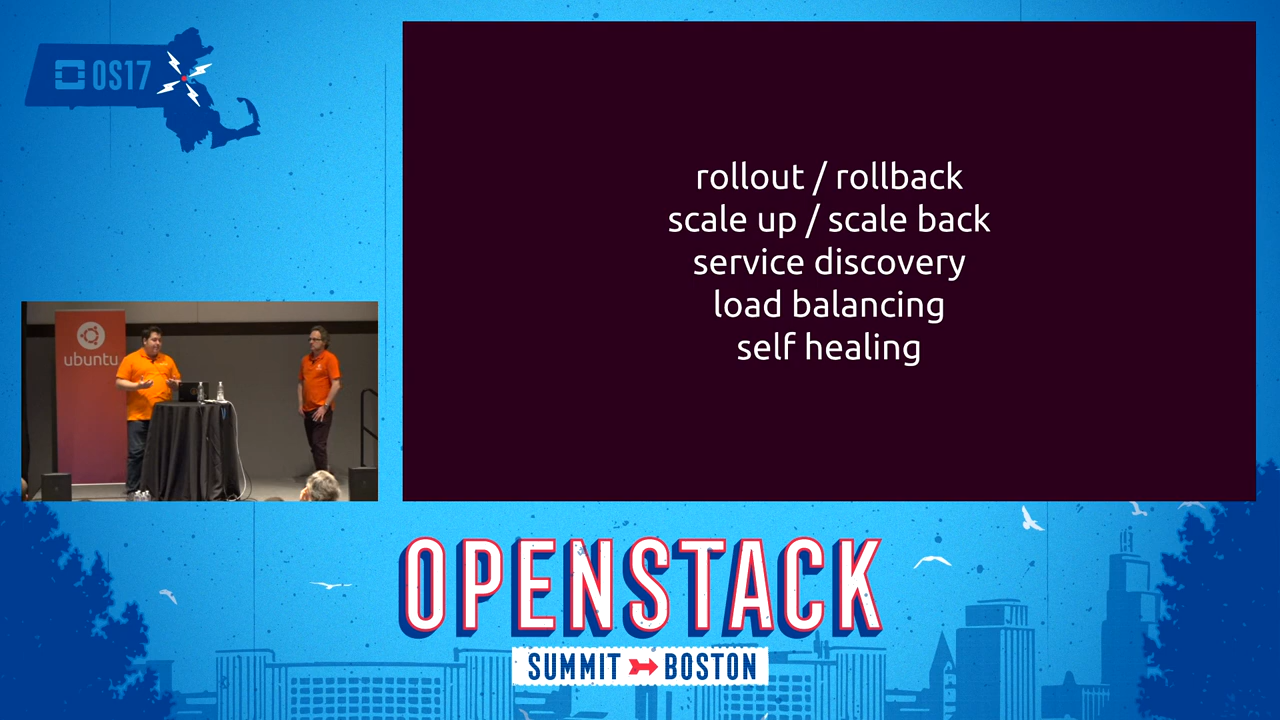 OS17
rollout / rollback
scale up / scale back
service discovery
load balancing
self healing
ubuntu
OPENSTACK
SUMMIT BOSTON